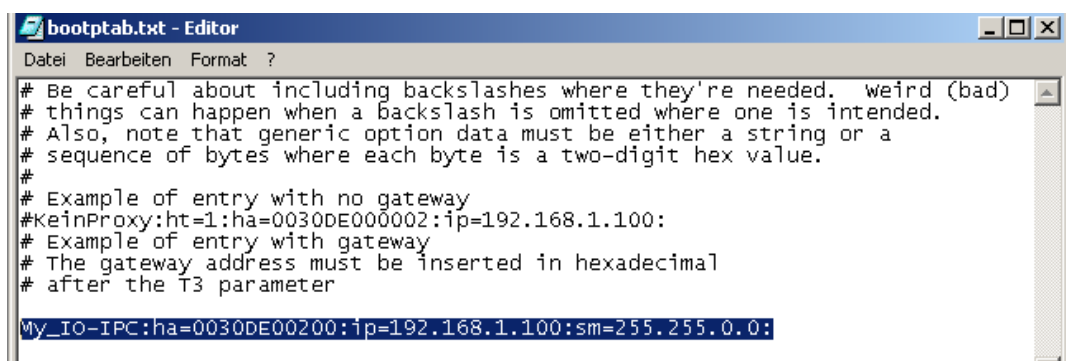 bootptab.txt - Editor
Datei Bearbeiten Format ?
# Be careful about including backslashes where they're needed.  Weird (bad)
# things can happen when a backslash is omitted where one is intended.
# Also, note that generic option data must be either a string or a
# sequence of bytes where each byte is a two-digit hex value.
#
# Example of entry with no gateway
#KeinProxy:ht=1:ha=0030DE000002:ip=192.168.1.100:
# Example of entry with gateway
# The gateway address must be inserted in hexadecimal
# after the T3 parameter
My_IO-IPC:ha=0030DE00200:ip=192.168.1.100:sm=255.255.0.0: